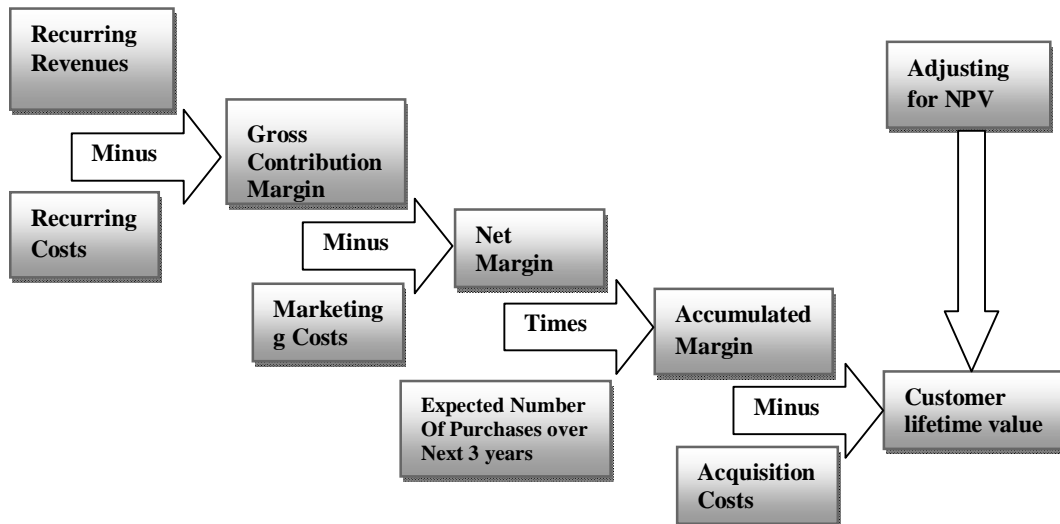 Recurring
Revenues
Minus
Recurring
Costs
Gross
Contribution
Margin
Minus
Marketing
g Costs
Net
Margin
Times
Expected Number
Of Purchases over
Next 3 years
Accumulated
Margin
Minus
Acquisition
Costs
Adjusting
for NPV
Customer
lifetime value